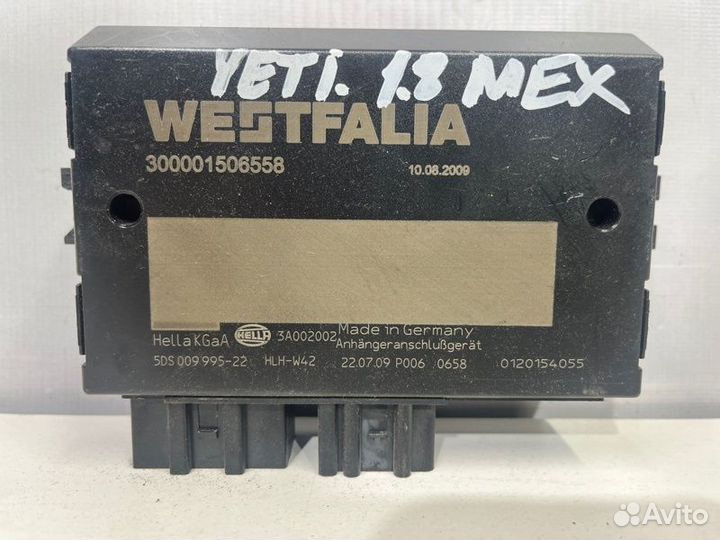 YETI. 1.8 MEX
WESTFALIA
300001506558 10.08.2009
Hella KGaA HELLA 3A002002 Made in Germany
Anhängeranschlußgerät
5DS 009 995-22 HLH-W42 22.07.09 P006 0658 0120154055
Avito